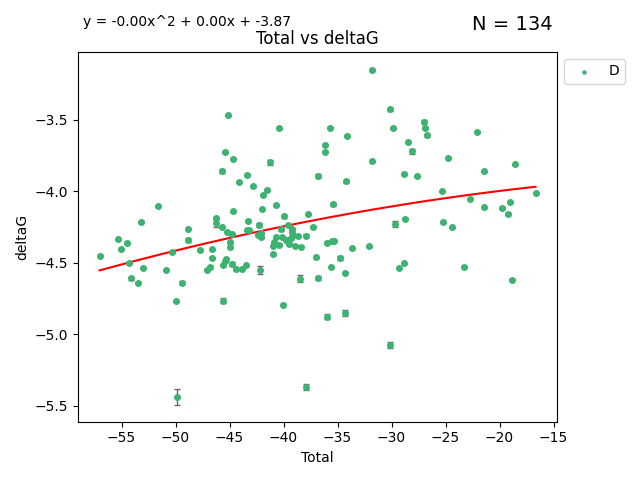 y = -0.00x^2 + 0.00x + -3.87
N = 134
Total vs deltaG
D
deltaG
−3.5
−4.0
−4.5
−5.0
−5.5
−55 −50 −45 −40 −35 −30 −25 −20 −15
Total